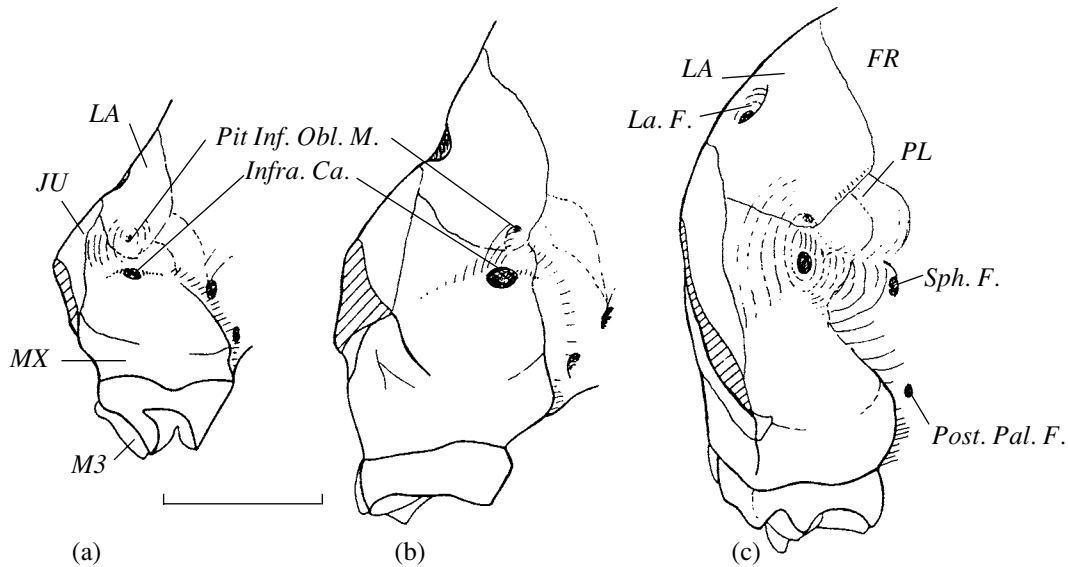 LA
FR
La. F.
LA
Pit Inf. Obl. M.
PL
JU
Infra. Ca.
Sph. F.
MX
Post. Pal. F.
M3
(a)
(b)
(c)